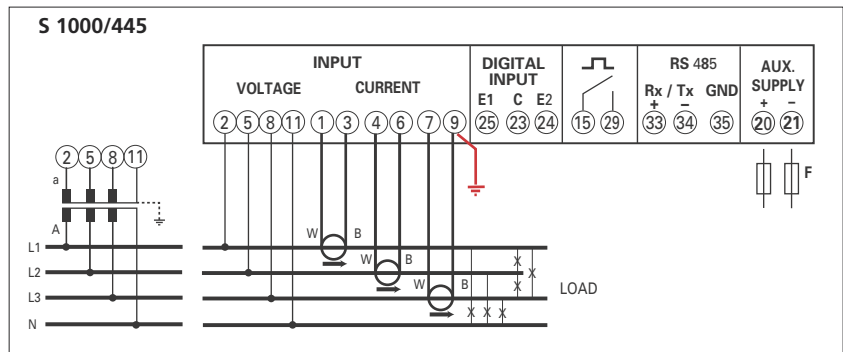 S 1000/445
INPUT
VOLTAGE CURRENT
DIGITAL
INPUT
E1 C E2
RS 485
Rx / Tx GND
+ –
AUX.
SUPPLY
+ –
2 5 8 11 1 3 4 6 7 9 25 23 24 15 29 33 34 35 20 21
2 5 8 11
a
A
F
W B
L1
W B
L2
W B
L3
LOAD
N
X
X X
X
X X X